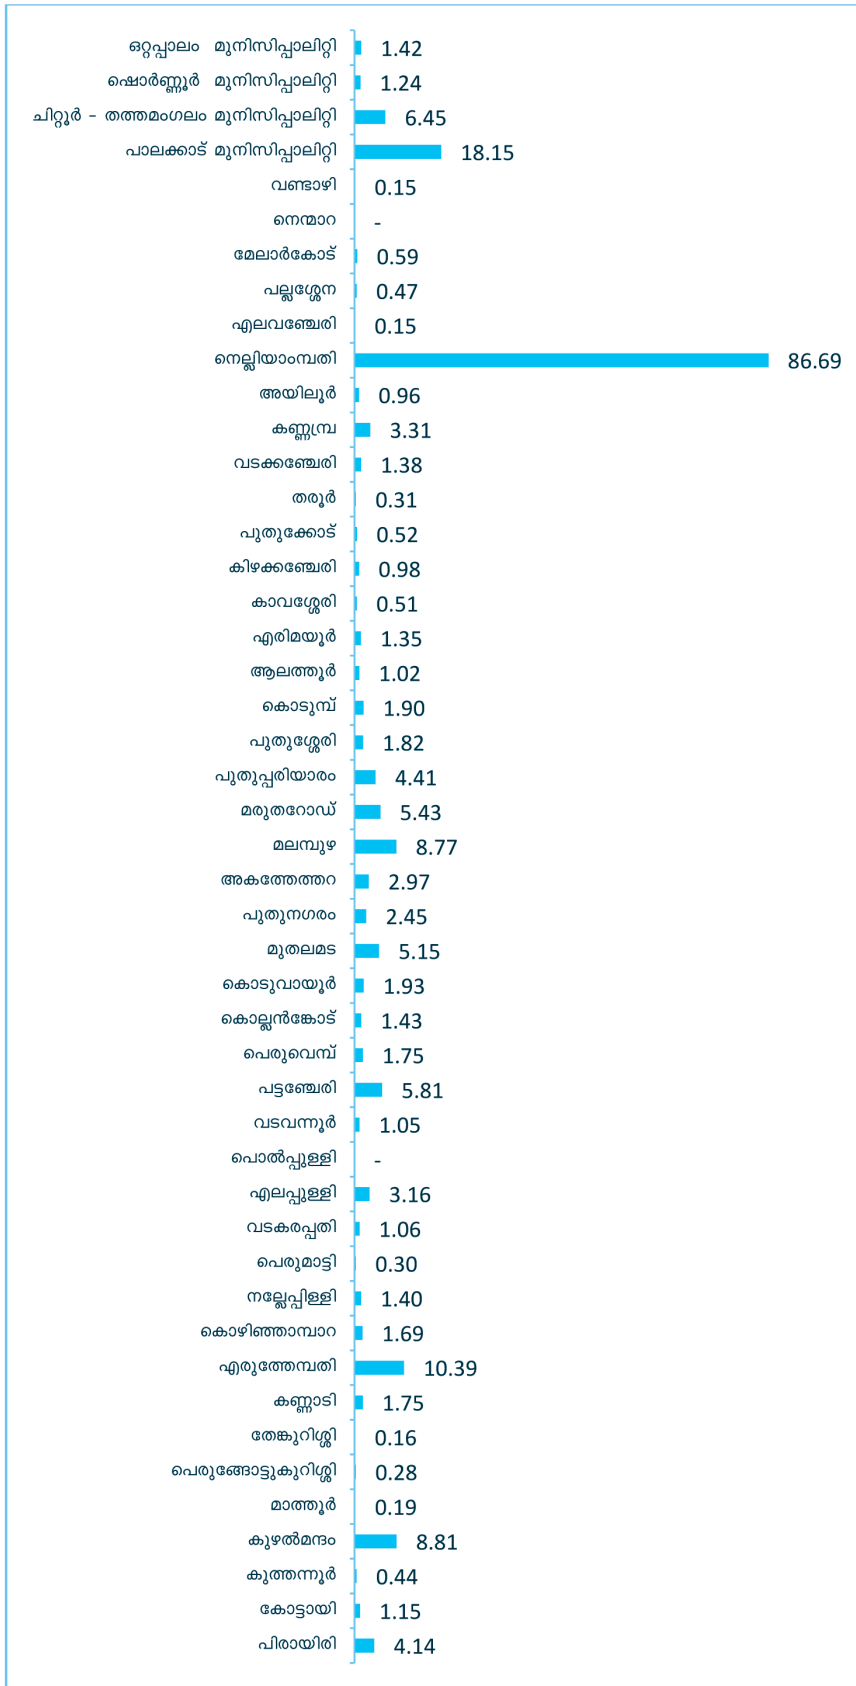 ഒറ്റപ്പാലം മുനിസിപ്പാലിറ്റി 1.42
ഷൊർണ്ണൂർ മുനിസിപ്പാലിറ്റി 1.24
ചിറ്റൂർ - തത്തമംഗലം മുനിസിപ്പാലിറ്റി 6.45
പാലക്കാട് മുനിസിപ്പാലിറ്റി 18.15
വണ്ടാഴി 0.15
നെന്മാറ -
മേലാർകോട് 0.59
പല്ലശ്ശേന 0.47
എലവഞ്ചേരി 0.15
നെല്ലിയാംമ്പതി 86.69
അയിലൂർ 0.96
കണ്ണമ്പ്ര 3.31
വടക്കഞ്ചേരി 1.38
തരൂർ 0.31
പുതുക്കോട് 0.52
കിഴക്കഞ്ചേരി 0.98
കാവശ്ശേരി 0.51
എരിമയൂർ 1.35
ആലത്തൂർ 1.02
കൊടുമ്പ് 1.90
പുതുശ്ശേരി 1.82
പുതുപ്പരിയാരം 4.41
മരുതറോഡ് 5.43
മലമ്പുഴ 8.77
അകത്തേത്തറ 2.97
പുതുനഗരം 2.45
മുതലമട 5.15
കൊടുവായൂർ 1.93
കൊല്ലൻങ്കോട് 1.43
പെരുവെമ്പ് 1.75
പട്ടഞ്ചേരി 5.81
വടവന്നൂർ 1.05
പൊൽപ്പുള്ളി -
എലപ്പുള്ളി 3.16
വടകരപ്പതി 1.06
പെരുമാട്ടി 0.30
നല്ലേപ്പിള്ളി 1.40
കൊഴിഞ്ഞാമ്പാറ 1.69
എരുത്തേമ്പതി 10.39
കണ്ണാടി 1.75
തേങ്കുറിശ്ശി 0.16
പെരുങ്ങോട്ടുകുറിശ്ശി 0.28
മാത്തൂർ 0.19
കുഴൽമന്ദം 8.81
കുത്തന്നൂർ 0.44
കോട്ടായി 1.15
പിരായിരി 4.14